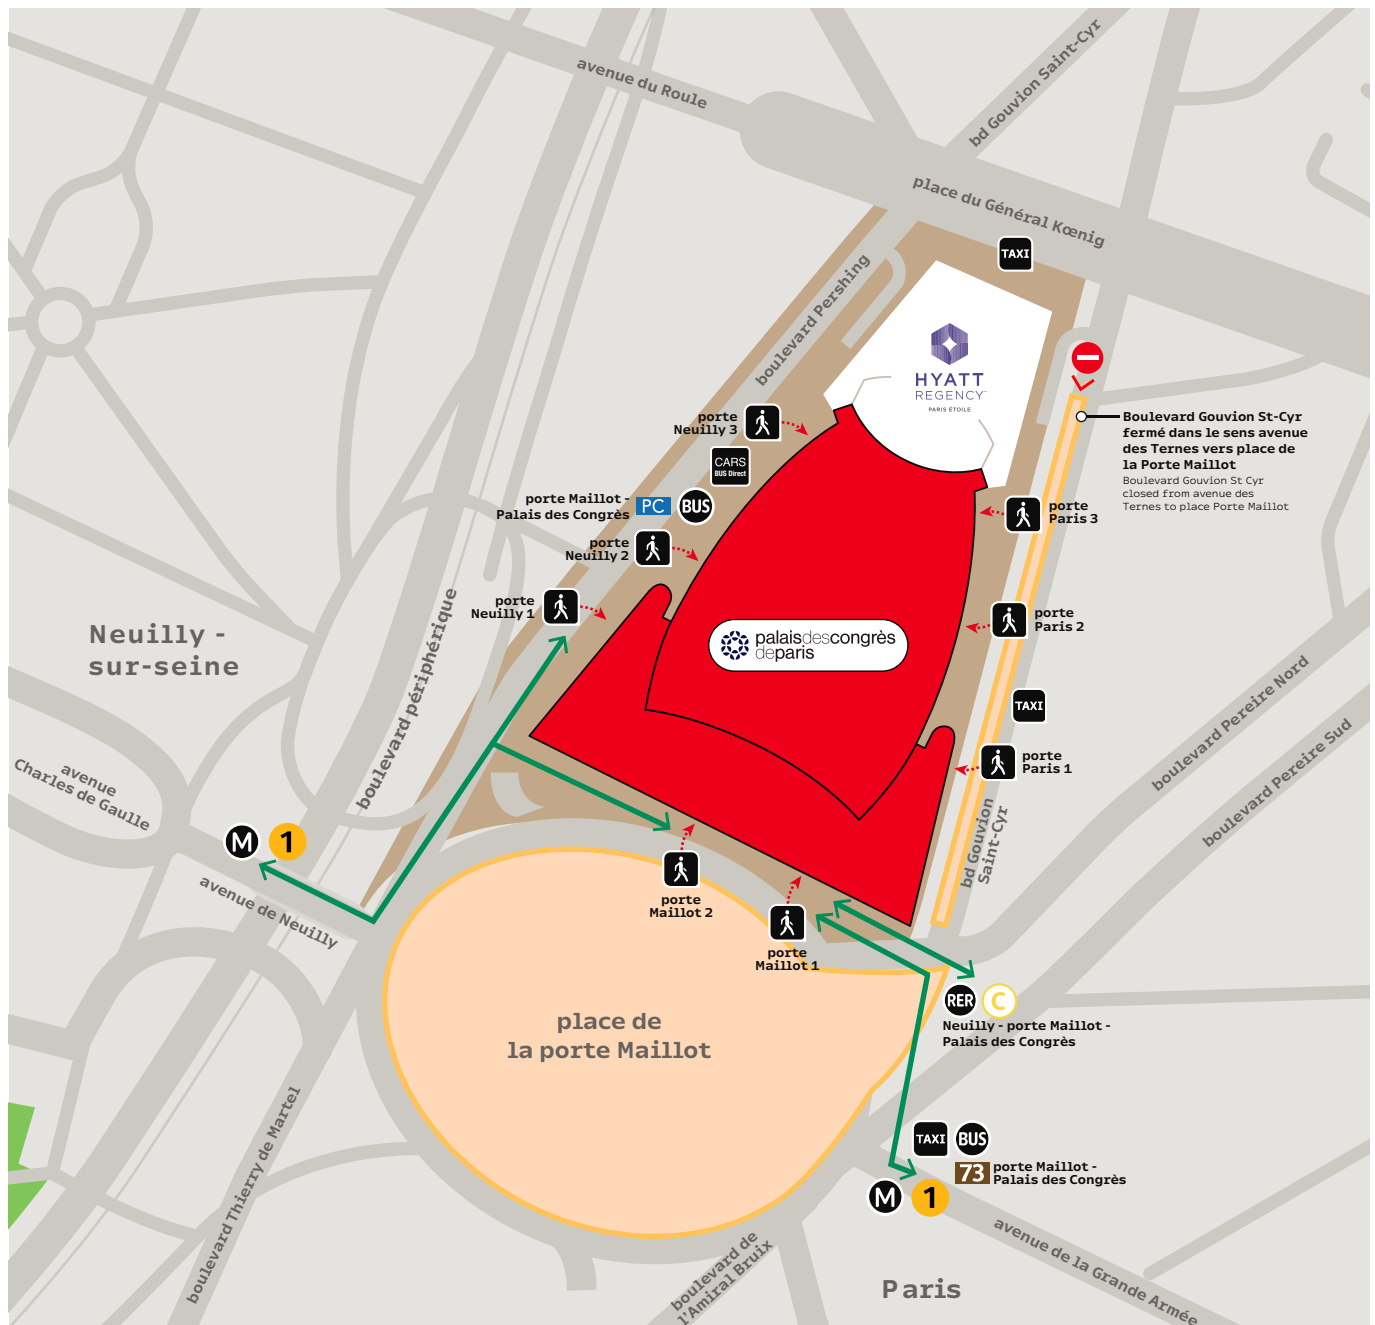 avenue du Roule
bd Gouvion Saint-Cyr
place du Général Kœnig
TAXI
boulevard Pershing
HYATT
REGENCY
PARIS ETOILE
porte
Neuilly 3
Boulevard Gouvion St-Cyr
fermé dans le sens avenue
des Ternes vers place de
la Porte Maillot
Boulevard Gouvion St Cyr
closed from avenue des
Ternes to place Porte Maillot
CARS
BUS Direct
porte Maillot -
Palais des Congrès
PC
BUS
porte
Paris 3
porte
Neuilly 2
porte
Neuilly 1
porte
Paris 2
Neuilly -
sur-seine
palaisdescongrès
deparis
boulevard périphérique
TAXI
boulevard Pereire Nord
boulevard Pereire Sud
porte
Paris 1
avenue
Charles de Gaulle
M
1
bd Gouvion
Saint-Cyr
avenue de Neuilly
porte
Maillot 2
porte
Maillot 1
RER
C
Neuilly - porte Maillot -
Palais des Congrès
place de
la porte Maillot
boulevard Thierry de Martel
TAXI
BUS
73
porte Maillot -
Palais des Congrès
M
1
avenue de la Grande Armée
boulevard de
l'Amiral Bruix
Paris